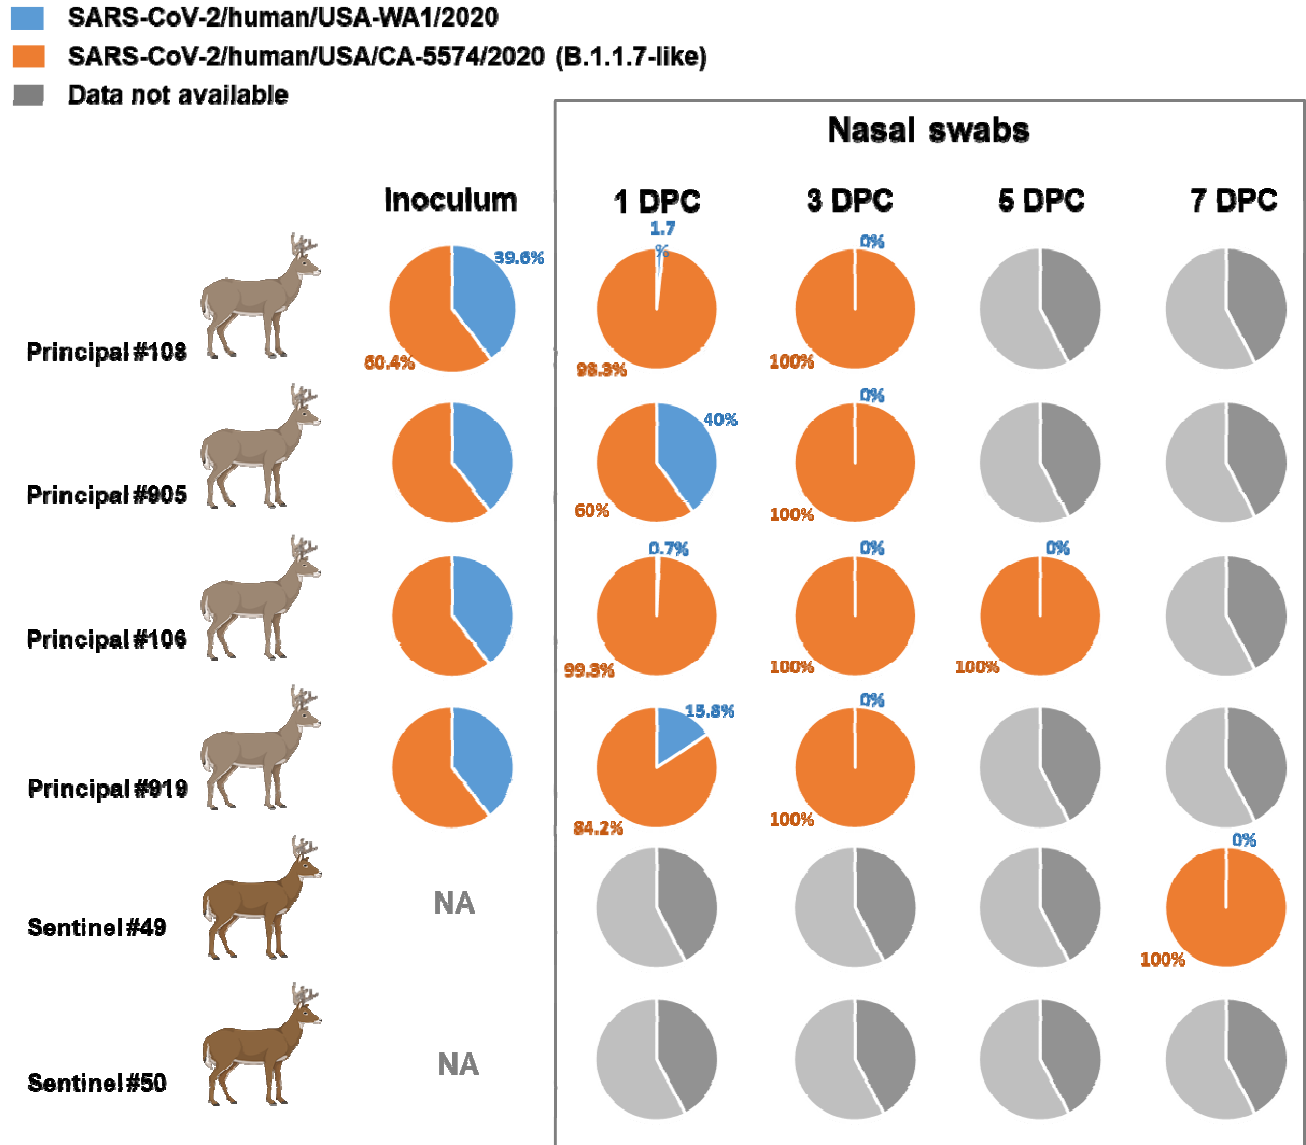 SARS-CoV-2/human/USA-WA1/2020
SARS-CoV-2/human/USA/CA-5574/2020 (B.1.1.7-like)
Data not available
Nasal swabs
Inoculum 1 DPC 3 DPC 5 DPC 7 DPC
1.7
%
0%
39.6%
Principal #108
60.4%
98.3%
100%
0%
40%
Principal #905
60%
100%
0.7% 0% 0%
Principal #106
99.3% 100% 100%
15.8% 0%
Principal #919
84.2% 100%
0%
NA
Sentinel #49
100%
NA
Sentinel #50